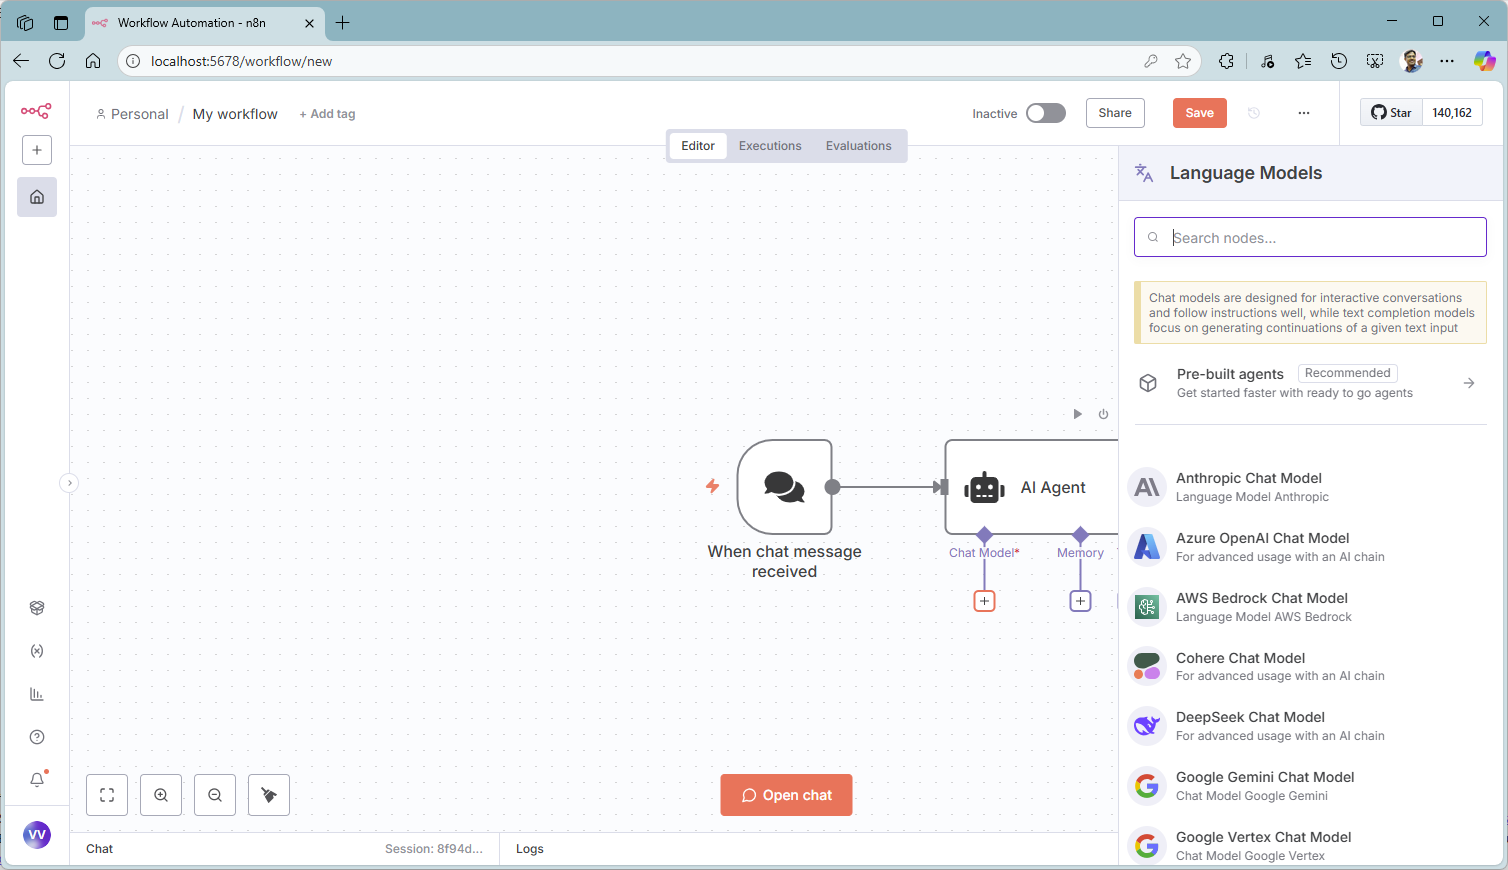 Workflow Automation - n8n
localhost:5678/workflow/new
Personal / My workflow + Add tag
Inactive
Share
Save
Star 140,162
Editor Executions Evaluations
Language Models
Search nodes...
Chat models are designed for interactive conversations
and follow instructions well, while text completion models
focus on generating continuations of a given text input
Pre-built agents Recommended
Get started faster with ready to go agents
When chat message
received
AI Agent
Chat Model*
Memory
Anthropic Chat Model
Language Model Anthropic
Azure OpenAI Chat Model
For advanced usage with an AI chain
AWS Bedrock Chat Model
Language Model AWS Bedrock
Cohere Chat Model
For advanced usage with an AI chain
DeepSeek Chat Model
For advanced usage with an AI chain
Google Gemini Chat Model
Chat Model Google Gemini
Google Vertex Chat Model
Chat Model Google Vertex
Open chat
VV
Chat
Session: 8f94d...
Logs